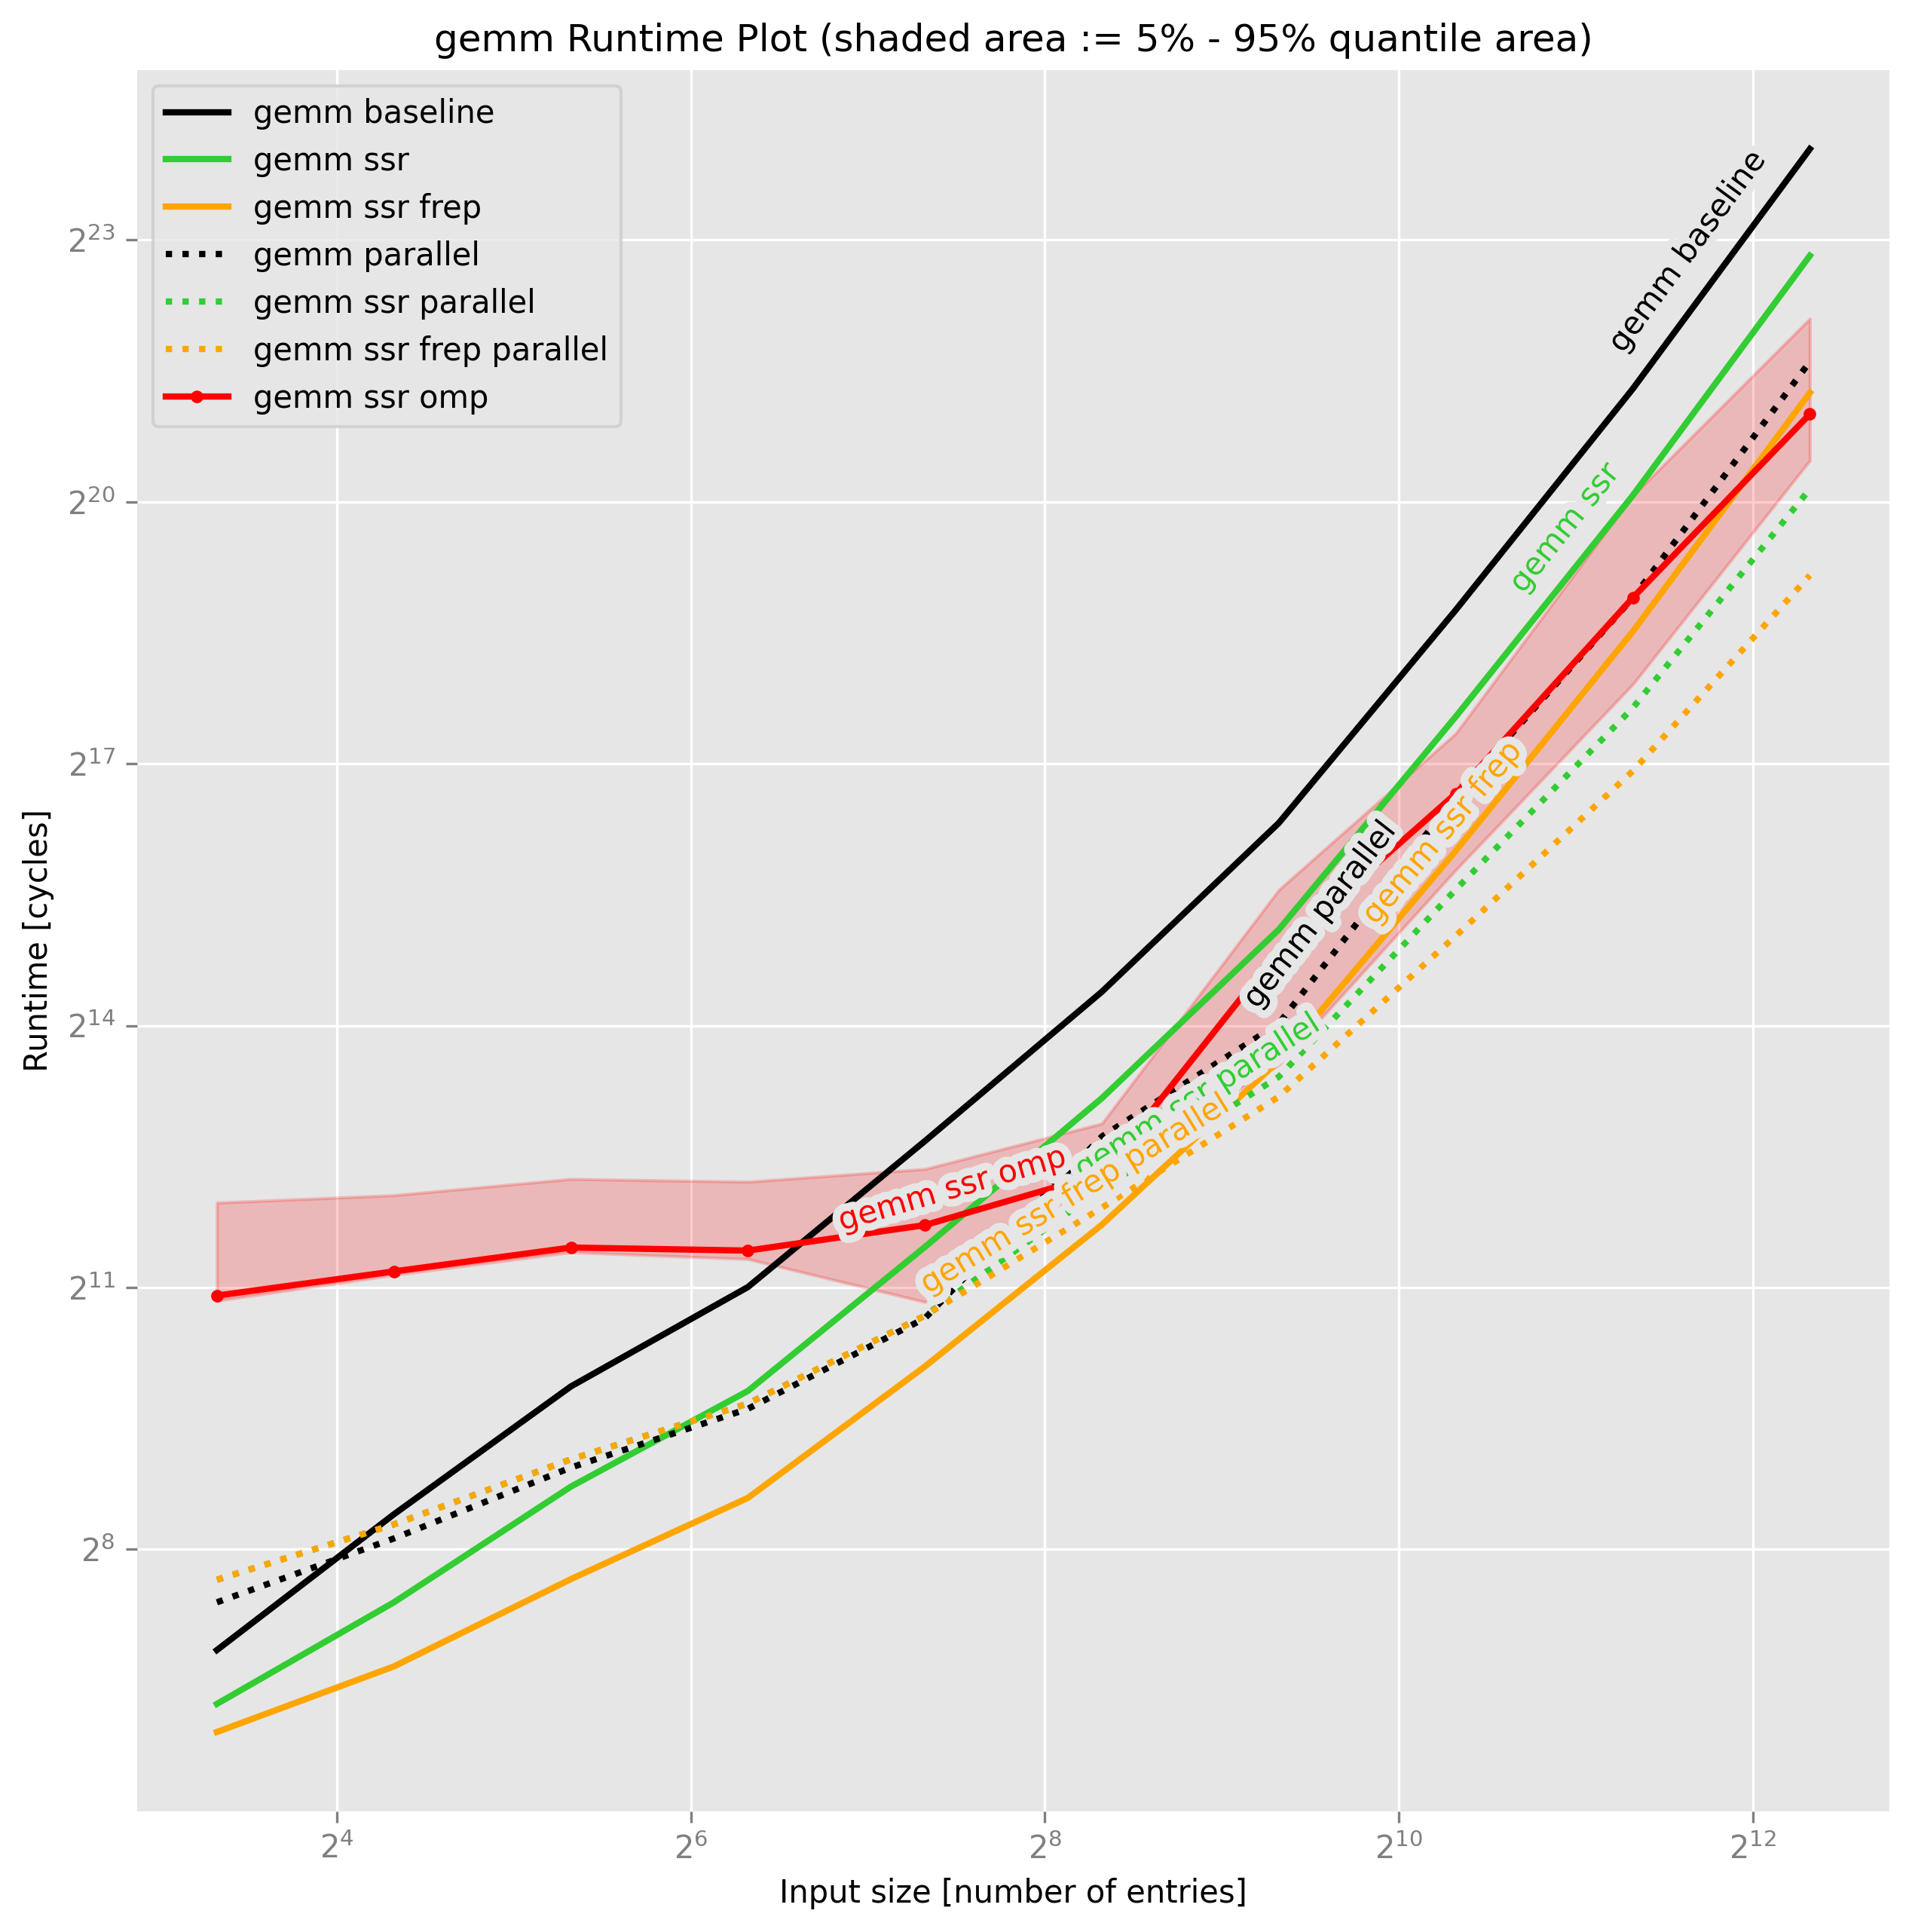 gemm Runtime Plot (shaded area := 5% - 95% quantile area)
gemm baseline
gemm ssr
gemm ssr frep
gemm parallel
gemm ssr parallel
gemm ssr frep parallel
gemm ssr omp
gemm baseline
gemm ssr
gemm ssr frep
gemm parallel
gemm ssr parallel
gemm ssr frep parallel
gemm ssr omp
2^23
2^20
2^17
2^14
2^11
2^8
Runtime [cycles]
2^4 2^6 2^8 2^10 2^12
Input size [number of entries]